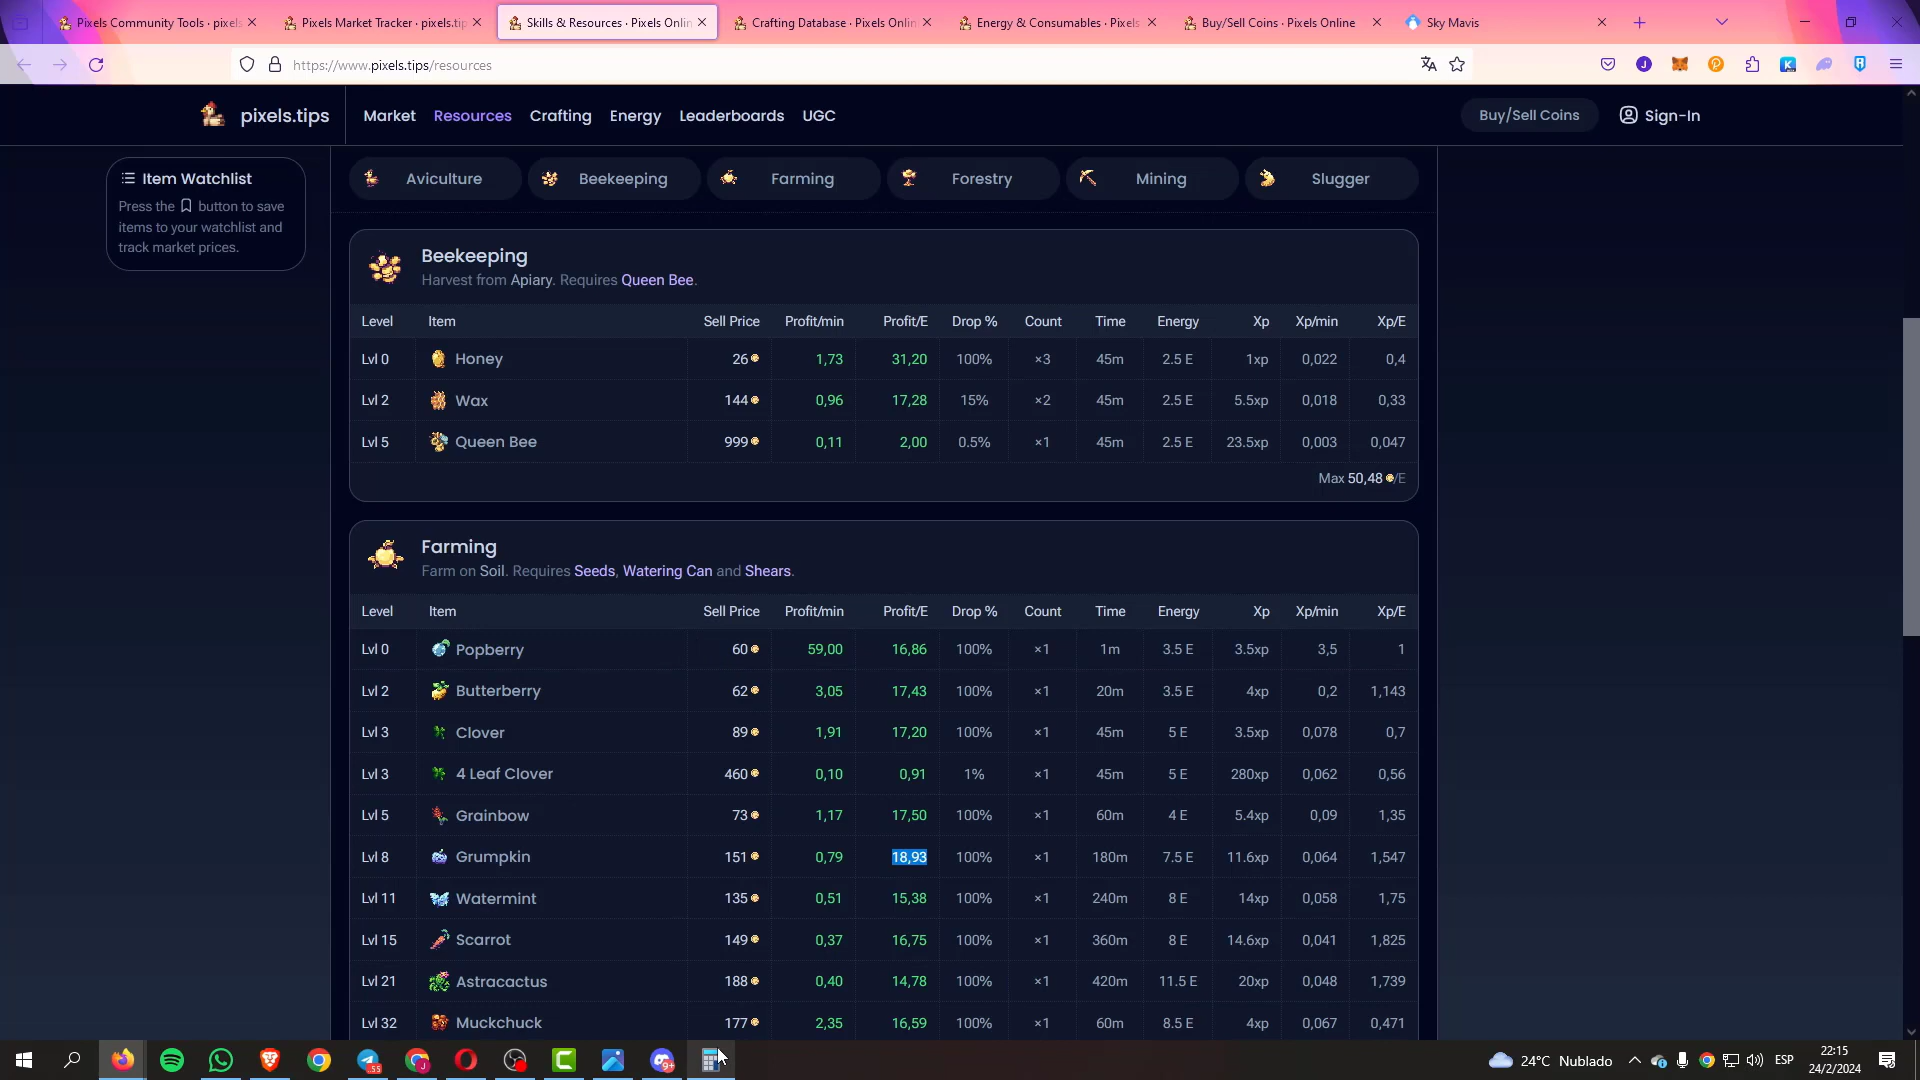 Pixels Community Tools · pixels
Pixels Market Tracker · pixels.tip
Skills & Resources · Pixels Onlin
Crafting Database · Pixels Onlin
Energy & Consumables · Pixels
Buy/Sell Coins · Pixels Online
Sky Mavis
https://www.pixels.tips/resources
pixels.tips
Market Resources Crafting Energy Leaderboards UGC
Buy/Sell Coins
Sign-In
Item Watchlist
Press the button to save
items to your watchlist and
track market prices.
Aviculture Beekeeping Farming Forestry Mining Slugger
Beekeeping
Harvest from Apiary. Requires Queen Bee.
Level Item Sell Price Profit/min Profit/E Drop % Count Time Energy Xp Xp/min Xp/E
Lvl 0 Honey 26 1,73 31,20 100% ×3 45m 2.5 E 1xp 0,022 0,4
Lvl 2 Wax 144 0,96 17,28 15% ×2 45m 2.5 E 5.5xp 0,018 0,33
Lvl 5 Queen Bee 999 0,11 2,00 0.5% ×1 45m 2.5 E 23.5xp 0,003 0,047
Max 50,48 /E
Farming
Farm on Soil. Requires Seeds, Watering Can and Shears.
Level Item Sell Price Profit/min Profit/E Drop % Count Time Energy Xp Xp/min Xp/E
Lvl 0 Popberry 60 59,00 16,86 100% ×1 1m 3.5 E 3.5xp 3,5 1
Lvl 2 Butterberry 62 3,05 17,43 100% ×1 20m 3.5 E 4xp 0,2 1,143
Lvl 3 Clover 89 1,91 17,20 100% ×1 45m 5 E 3.5xp 0,078 0,7
Lvl 3 4 Leaf Clover 460 0,10 0,91 1% ×1 45m 5 E 280xp 0,062 0,56
Lvl 5 Grainbow 73 1,17 17,50 100% ×1 60m 4 E 5.4xp 0,09 1,35
Lvl 8 Grumpkin 151 0,79 18,93 100% ×1 180m 7.5 E 11.6xp 0,064 1,547
Lvl 11 Watermint 135 0,51 15,38 100% ×1 240m 8 E 14xp 0,058 1,75
Lvl 15 Scarrot 149 0,37 16,75 100% ×1 360m 8 E 14.6xp 0,041 1,825
Lvl 21 Astracactus 188 0,40 14,78 100% ×1 420m 11.5 E 20xp 0,048 1,739
Lvl 32 Muckchuck 177 2,35 16,59 100% ×1 60m 8.5 E 4xp 0,067 0,471
24°C Nublado
ESP
22:15
24/2/2024